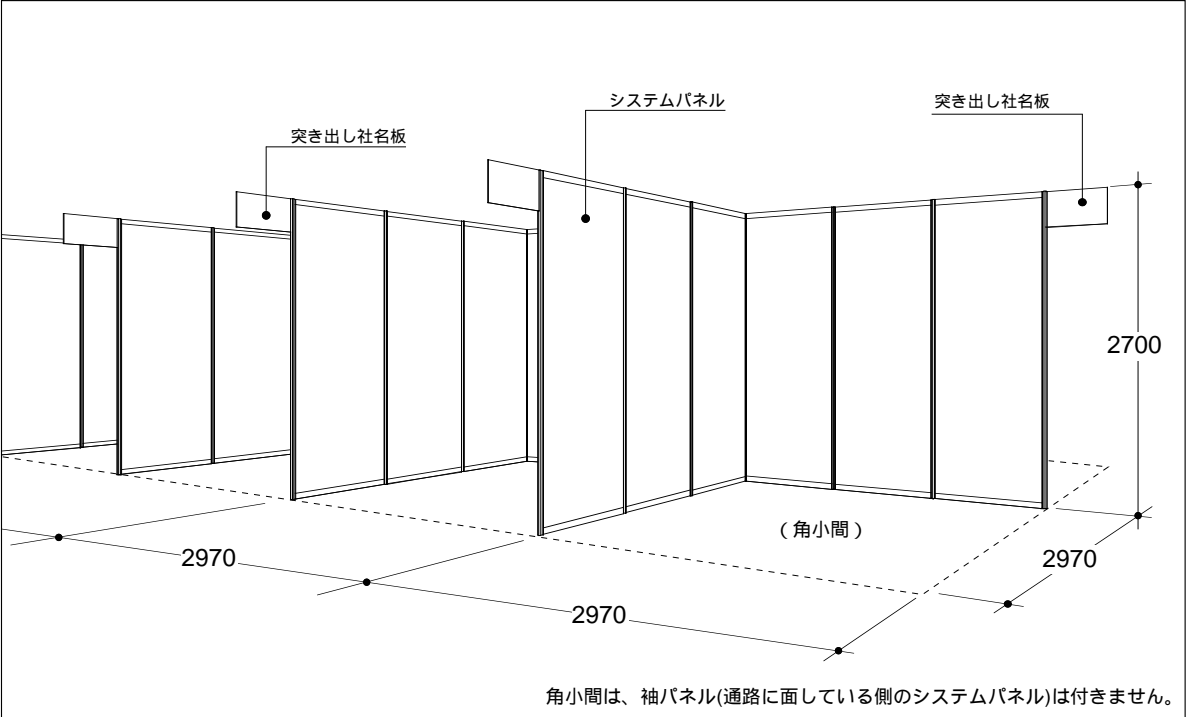 システムパネル
突き出し社名板
突き出し社名板
2700
(角小間)
2970
2970
2970
角小間は、袖パネル(通路に面している側のシステムパネル)は付きません。